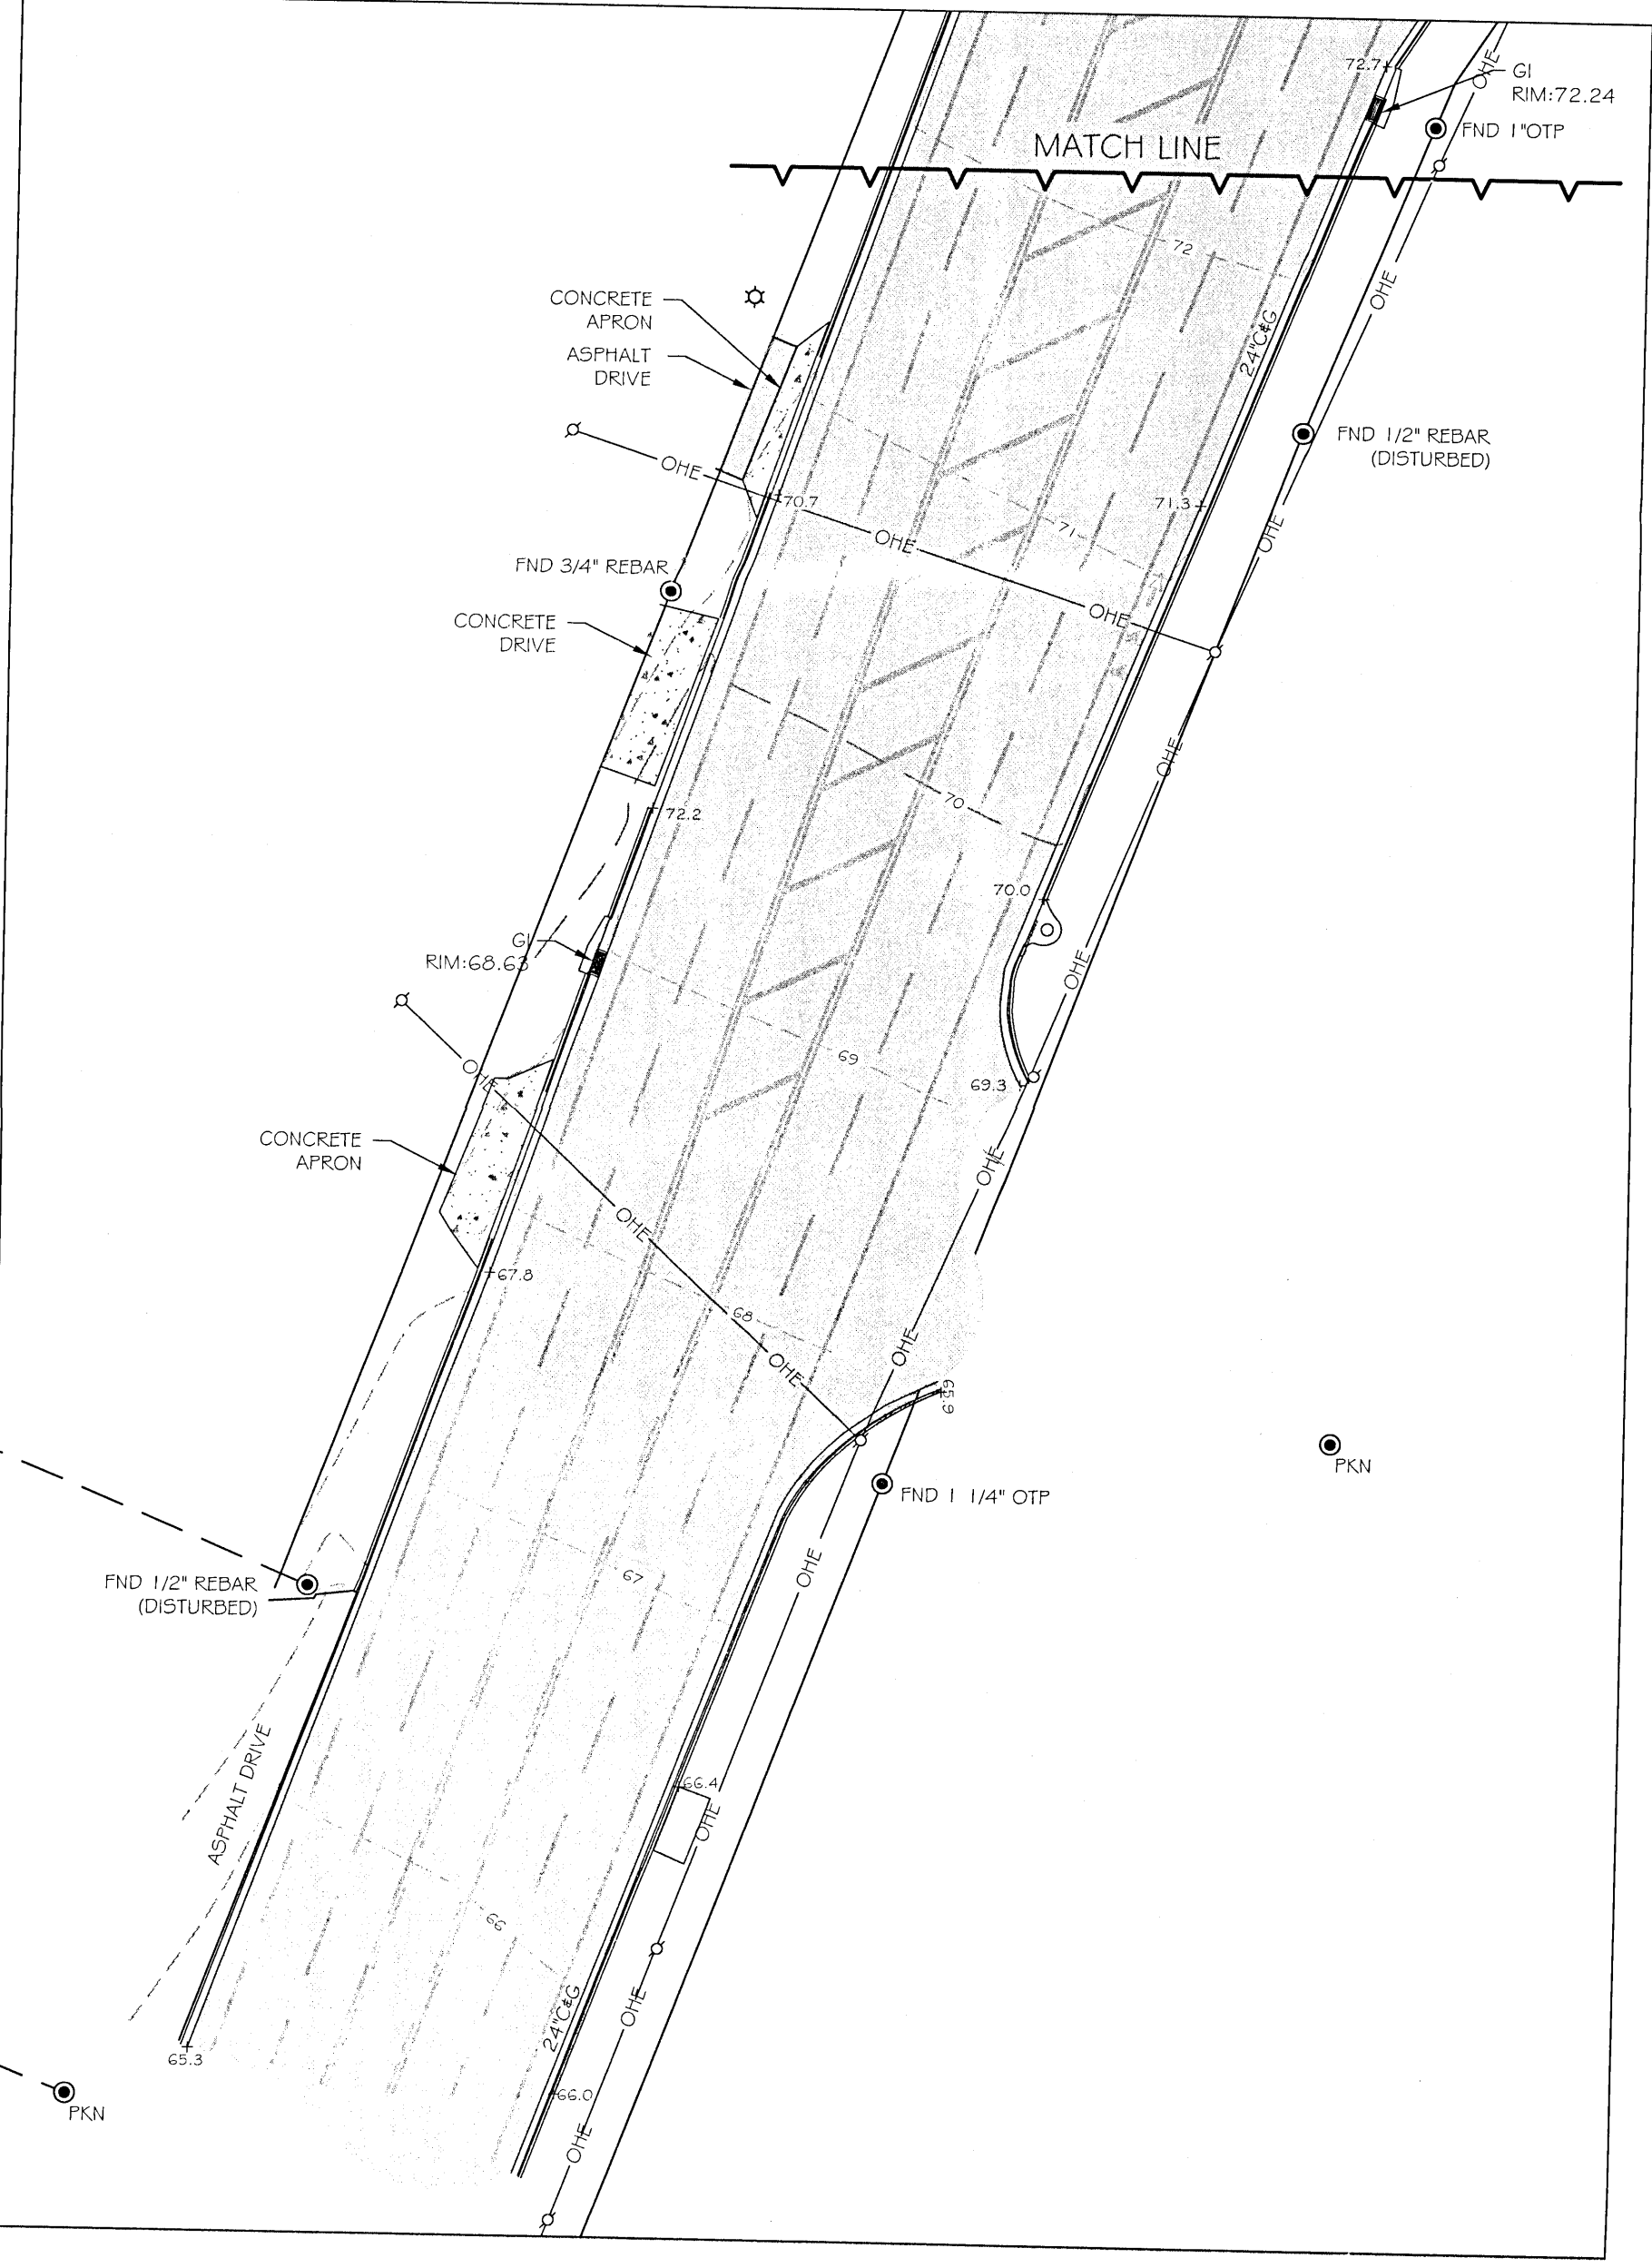 72.7
OHE
GI
RIM:72.24
FND 1"OTP
MATCH LINE
72
OHE
CONCRETE
APRON
ASPHALT
DRIVE
24"C&G
FND 1/2" REBAR
(DISTURBED)
OHE
70.7
71.3
71
OHE
OHE
FND 3/4" REBAR
CONCRETE
DRIVE
OHE
OHE
70
72.2
70.0
GI
RIM:68.63
OHE
69
69.3
OHE
CONCRETE
APRON
OHE
OHE
67.8
68
OHE
OHE
65.9
PKN
FND 1 1/4" OTP
OHE
67
FND 1/2" REBAR
(DISTURBED)
ASPHALT DRIVE
66.4
OHE
66
24"C&G
OHE
65.3
66.0
PKN
OHE